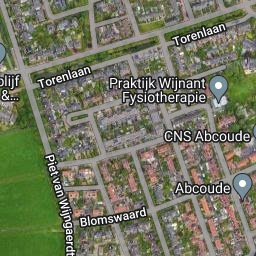 Torenlaan
Torenlaan
Praktijk Wijnant
Fysiotherapie
& ...
CNS Abcoude
Piet van Wijngaerdt
Abcoude
Blomswaard